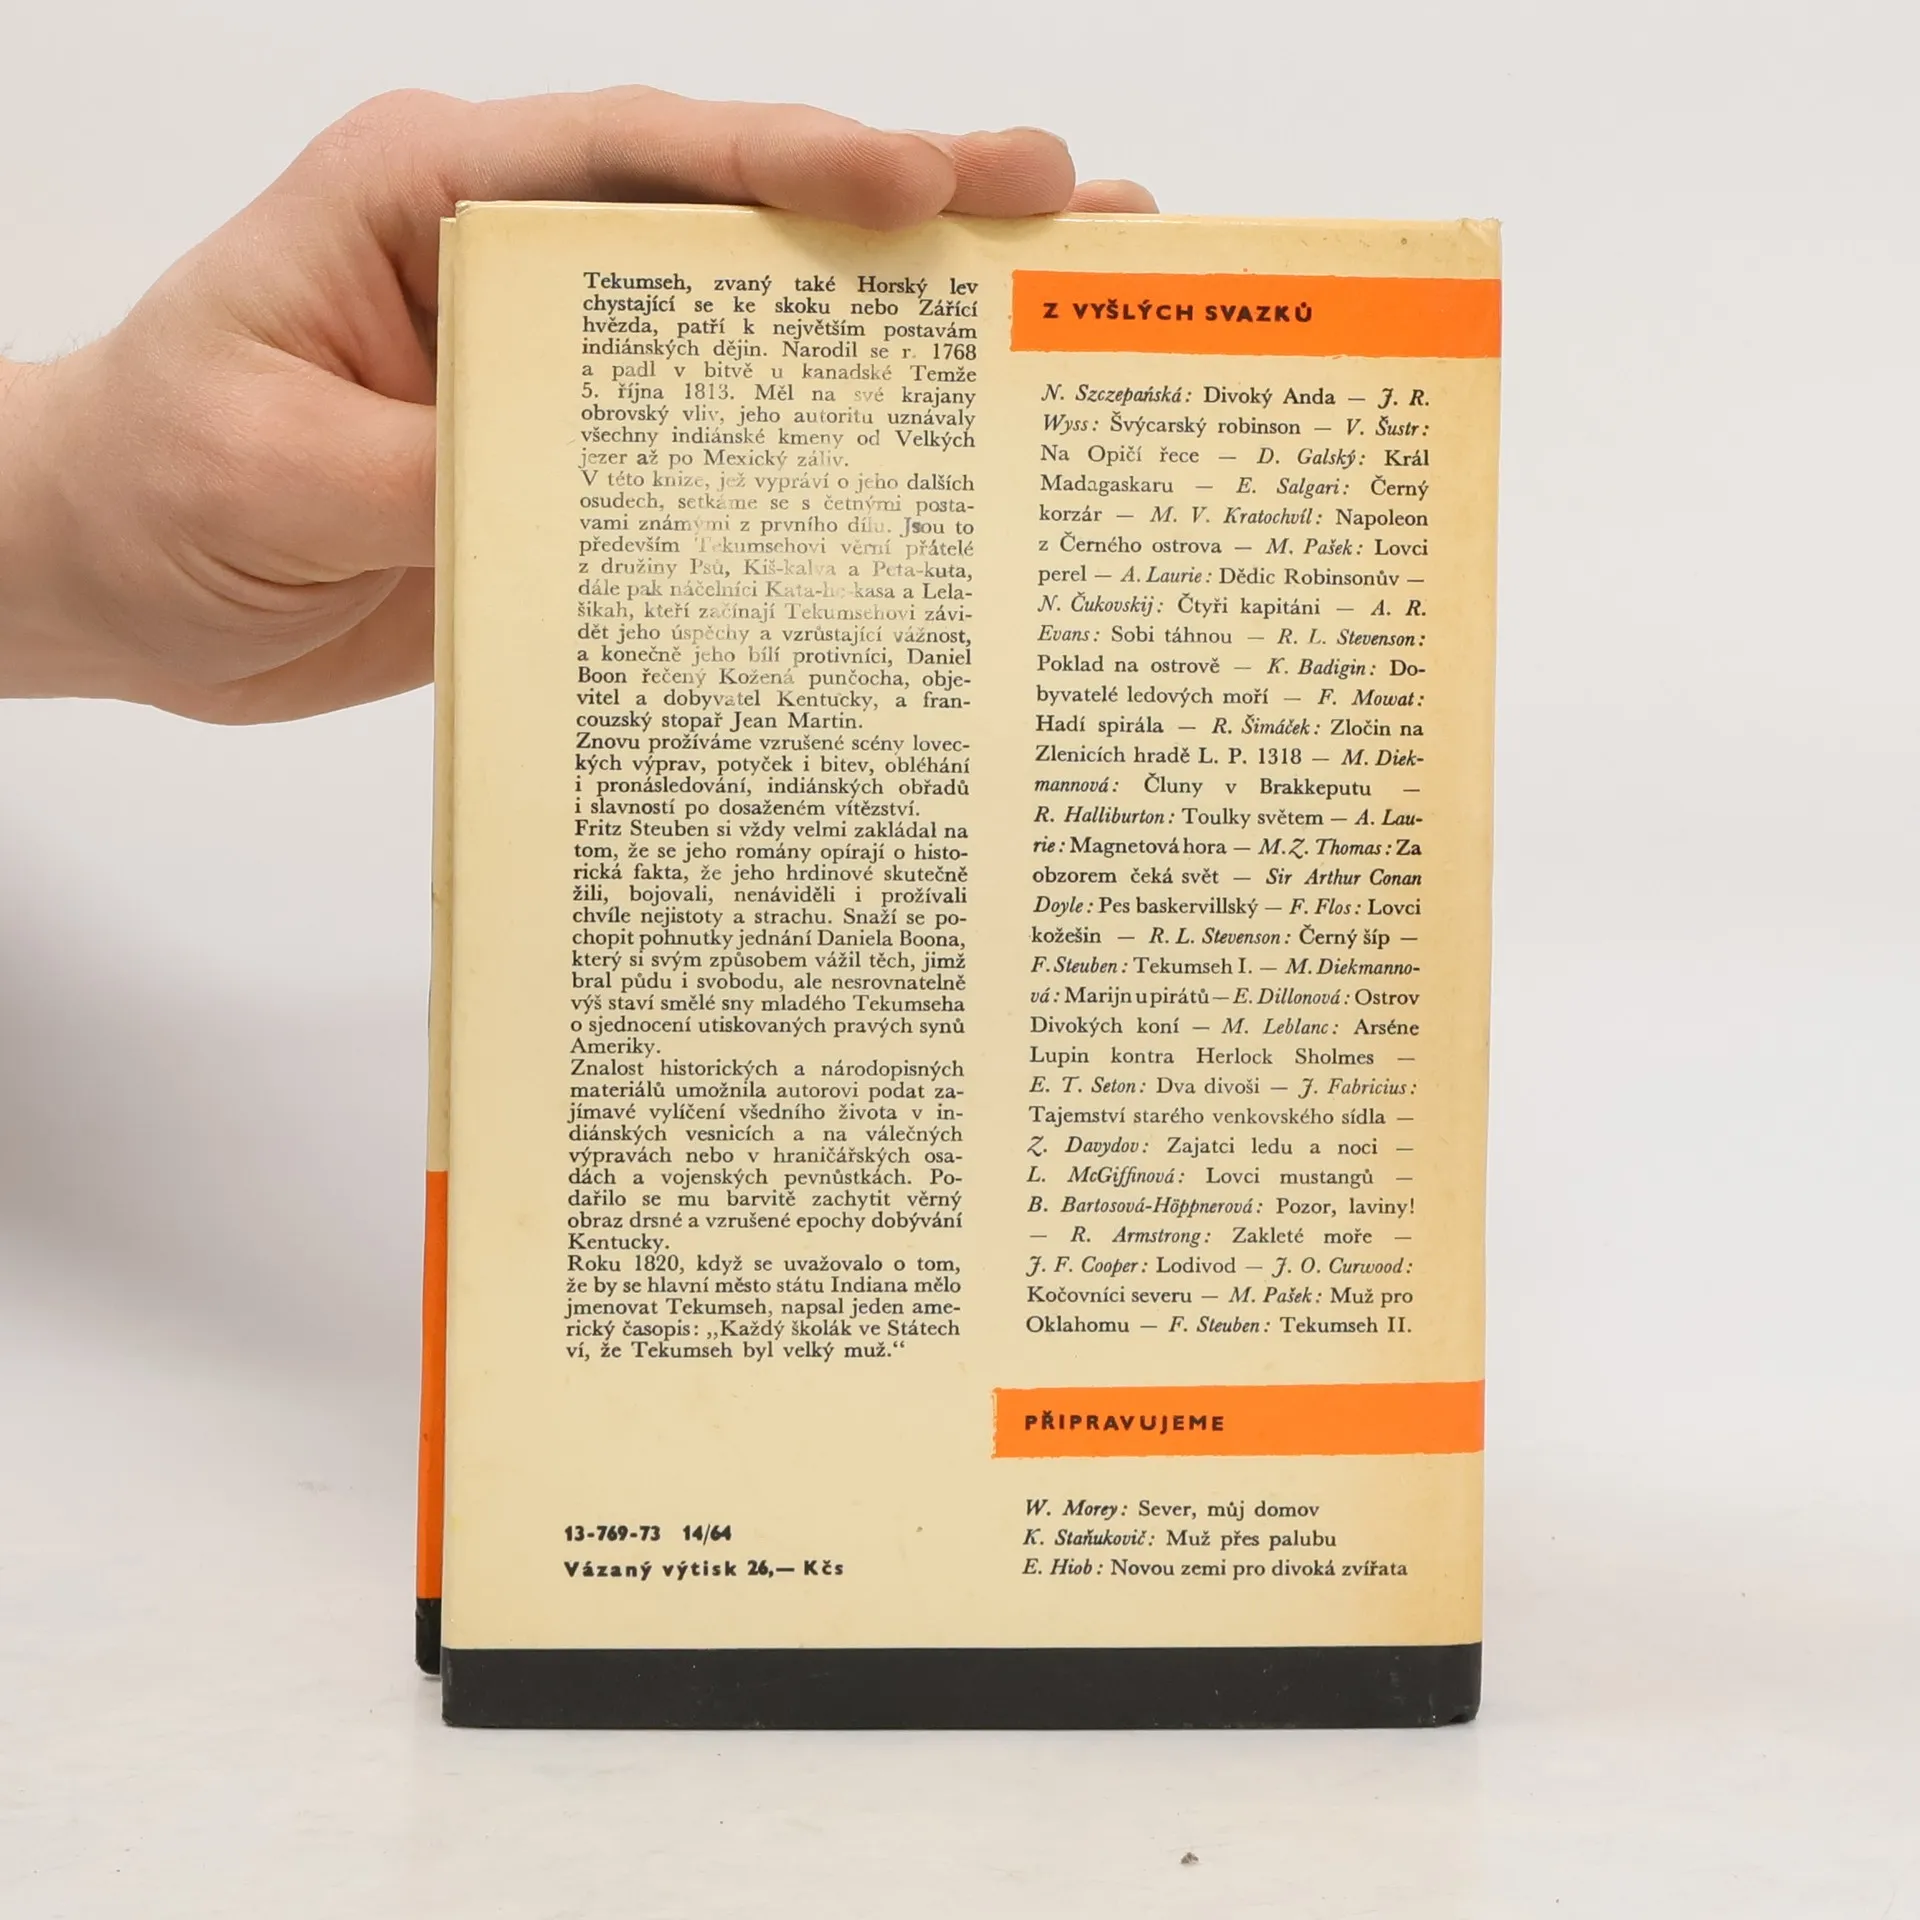 Tekumseh, zvaný také Horský lev
chystající se ke skoku nebo Zářící
hvězda, patří k největším postavám
indiánských dějin. Narodil se r. 1768
a padl v bitvě u kanadské Temže
5. října 1813. Měl na své krajany
obrovský vliv, jeho autoritu uznávaly
všechny indiánské kmeny od Velkých
jezer až po Mexický záliv.
V této knize, jež vypráví o jeho dalších
osudech, setkáme se s četnými posta-
vami známými z prvního dílu. Jsou to
především Tekumsehovi věrní přátelé
z družiny Psů, Kiš-kalva a Peta-kuta,
dále pak náčelníci Kata-he-kasa a Lela-
šikah, kteří začínají Tekumsehovi závi-
dět jeho úspěchy a vzrůstající vážnost,
a konečně jeho bílí protivníci, Daniel
Boon řečený Kožená punčocha, obje-
vitel a dobyvatel Kentucky, a fran-
couzský stopař Jean Martin.
Znovu prožíváme vzrušené scény lovec-
kých výprav, potyček i bitev, obléhání
i pronásledování, indiánských obřadů
i slavností po dosaženém vítězství.
Fritz Steuben si vždy velmi zakládal na
tom, že se jeho romány opírají o histo-
rická fakta, že jeho hrdinové skutečně
žili, bojovali, nenáviděli i prožívali
chvíle nejistoty a strachu. Snaží se po-
chopit pohnutky jednání Daniela Boona,
který si svým způsobem vážil těch, jimž
bral půdu i svobodu, ale nesrovnatelně
výš staví smělé sny mladého Tekumseha
o sjednocení utiskovaných pravých synů
Ameriky.
Znalost historických a národopisných
materiálů umožnila autorovi podat za-
jímavé vylíčení všedního života v in-
diánských vesnicích a na válečných
výpravách nebo v hraničářských osa-
dách a vojenských pevnůstkách. Po-
dařilo se mu barvitě zachytit věrný
obraz drsné a vzrušené epochy dobývání
Kentucky.
Roku 1820, když se uvažovalo o tom,
že by se hlavní město státu Indiana mělo
jmenovat Tekumseh, napsal jeden ame-
rický časopis: „Každý školák ve Státech
ví, že Tekumseh byl velký muž.“
13-769-73 14/64
Vázaný výtisk 26,— Kčs
Z VYŠLÝCH SVAZKŮ
N. Szczepańská: Divoký Anda — J. R.
Wyss: Švýcarský robinson — V. Šustr:
Na Opičí řece — D. Galský: Král
Madagaskaru — E. Salgari: Černý
korzár — M. V. Kratochvíl: Napoleon
z Černého ostrova — M. Pašek: Lovci
perel — A. Laurie: Dědic Robinsonův —
N. Čukovskij: Čtyři kapitáni — A. R.
Evans: Sobi táhnou — R. L. Stevenson:
Poklad na ostrově — K. Badigin: Do-
byvatelé ledových moří — F. Mowat:
Hadí spirála — R. Šimáček: Zločin na
Zlenicích hradě L. P. 1318 — M. Diek-
mannová: Čluny v Brakkeputu —
R. Halliburton: Toulky světem — A. Lau-
rie: Magnetová hora — M. Z. Thomas: Za
obzorem čeká svět — Sir Arthur Conan
Doyle: Pes baskervillský — F. Flos: Lovci
kožešin — R. L. Stevenson: Černý šíp —
F. Steuben: Tekumseh I. — M. Diekmanno-
vá: Marijn u pirátů — E. Dillonová: Ostrov
Divokých koní — M. Leblanc: Arséne
Lupin kontra Herlock Sholmes —
E. T. Seton: Dva divoši — J. Fabricius:
Tajemství starého venkovského sídla —
Z. Davydov: Zajatci ledu a noci —
L. McGiffinová: Lovci mustangů —
B. Bartosová-Höppnerová: Pozor, laviny!
— R. Armstrong: Zakleté moře —
J. F. Cooper: Lodivod — J. O. Curwood:
Kočovníci severu — M. Pašek: Muž pro
Oklahomu — F. Steuben: Tekumseh II.
PŘIPRAVUJEME
W. Morey: Sever, můj domov
K. Staňukovič: Muž přes palubu
E. Hiob: Novou zemi pro divoká zvířata